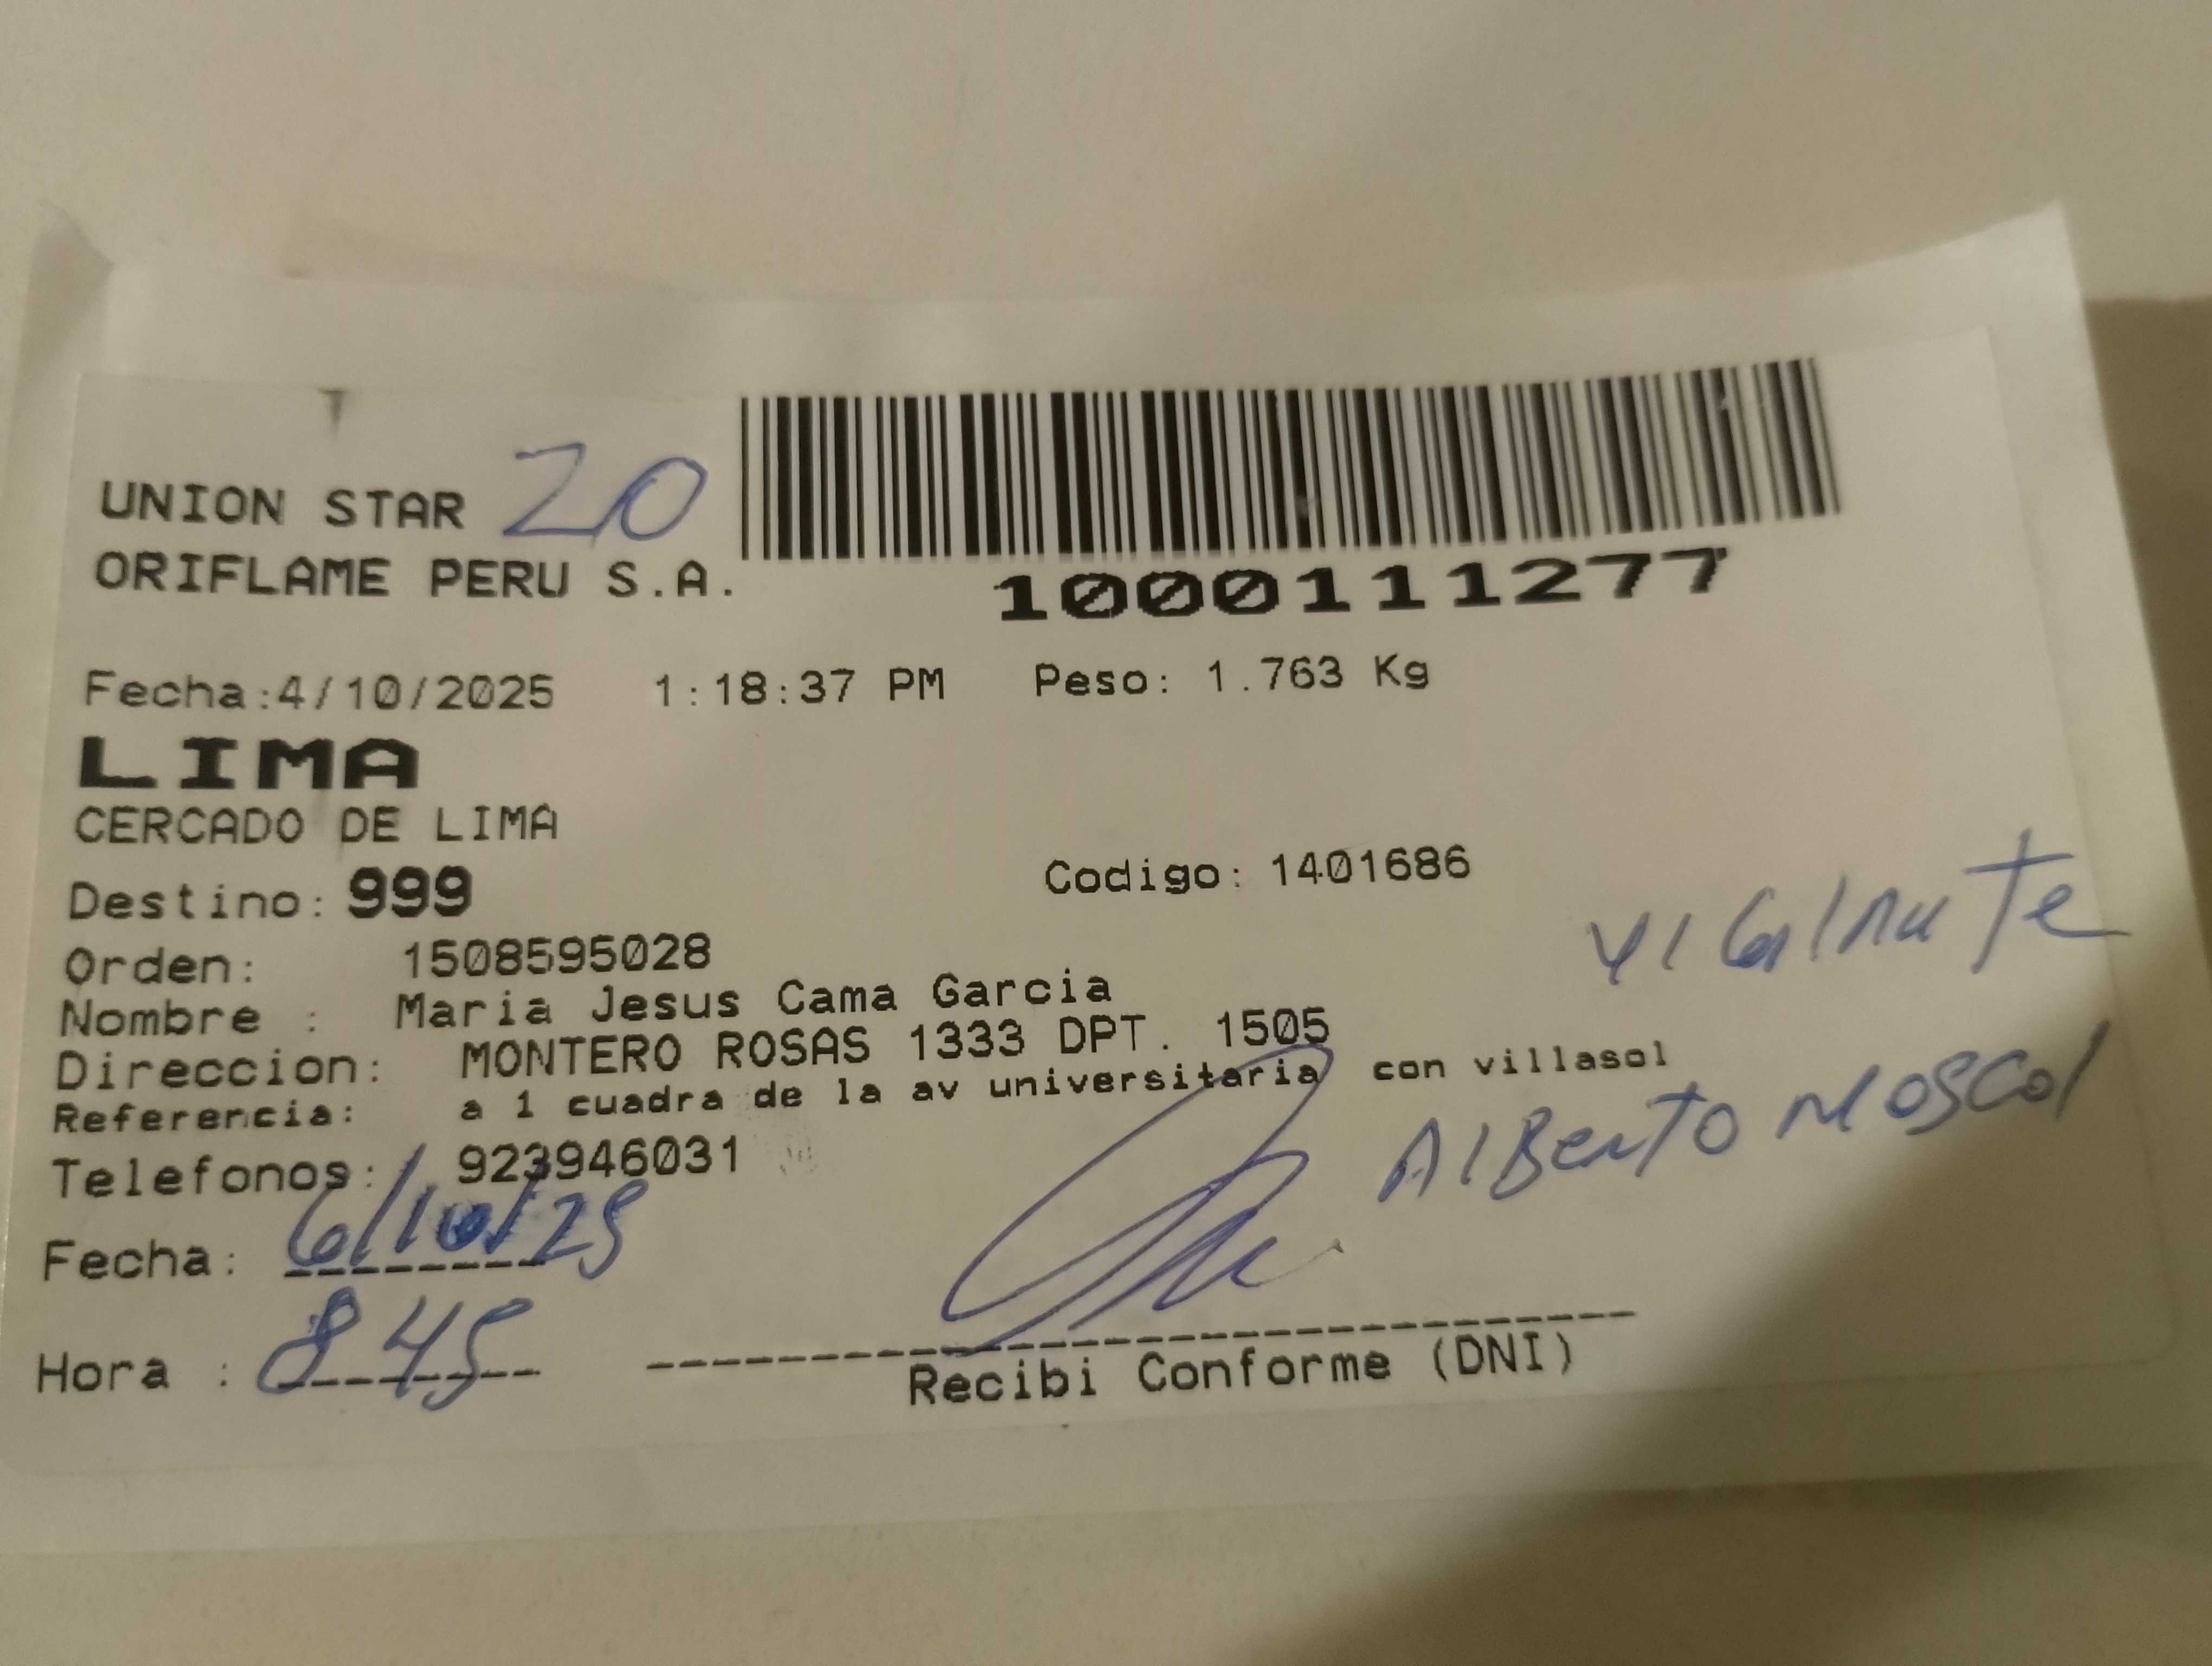 UNION STAR 20
ORIFLAME PERU S.A.
1000111277
Fecha:4/10/2025 1:18:37 PM Peso: 1.763 Kg
LIMA
CERCADO DE LIMA
Destino: 999 Codigo: 1401686
Orden: 1508595028
Nombre : Maria Jesus Cama Garcia
Direccion: MONTERO ROSAS 1333 DPT. 1505
Referencia: a 1 cuadra de la av universitaria con villasol
Telefonos: 923946031
Alberto Moscol
Fecha: 6/10/25
Hora : 8 45
Recibi Conforme (DNI)